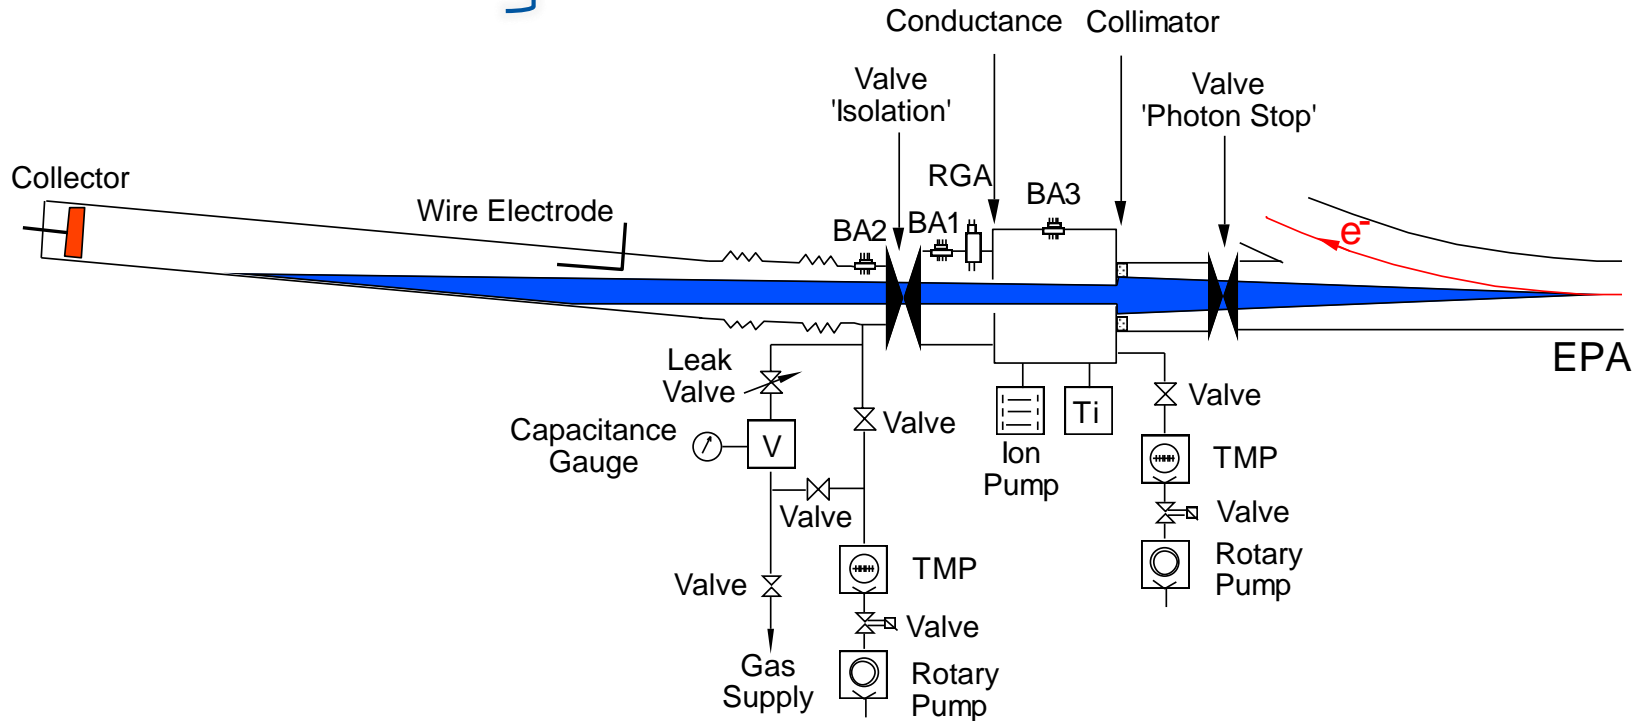 Conductance
Collimator
Valve
'Isolation'
Valve
'Photon Stop'
Collector
Wire Electrode
RGA
BA3
BA2
BA1
e-
EPA
Leak
Valve
Capacitance
Gauge
V
Valve
Ion
Pump
Ti
Valve
TMP
Valve
Valve
Rotary
Pump
Valve
TMP
Valve
Gas
Supply
Rotary
Pump